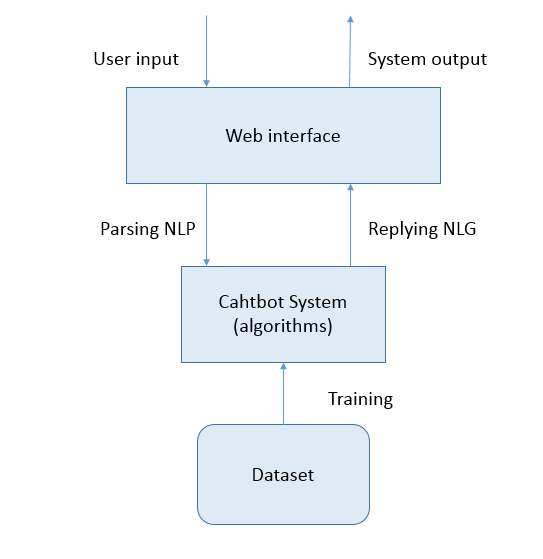 User input
System output
Web interface
Parsing NLP
Replying NLG
Cahtbot System
(algorithms)
Training
Dataset